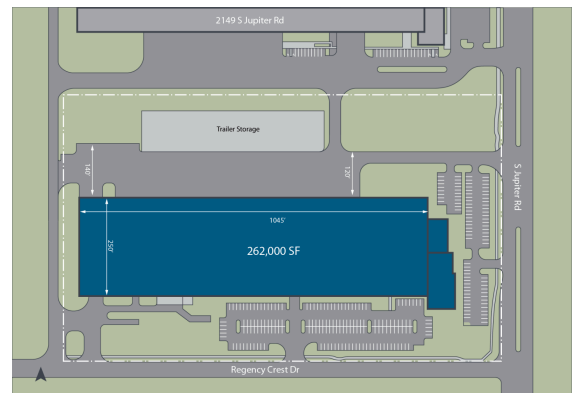 2149 S Jupiter Rd
Trailer Storage
140'
120'
S Jupiter Rd
1045'
250'
262,000 SF
Regency Crest Dr